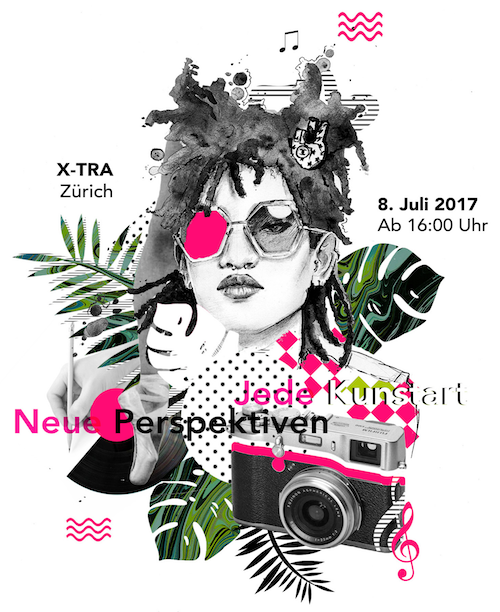 X-TRA
Zürich
8. Juli 2017
Ab 16:00 Uhr
Jede Kunstart
Neue Perspektiven